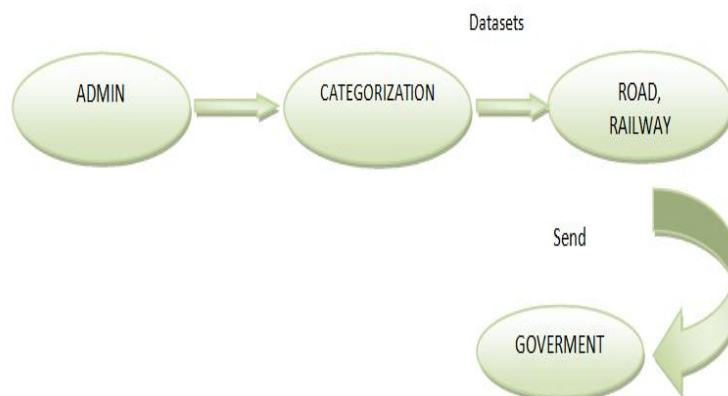 Datasets
ADMIN
CATEGORIZATION
ROAD,
RAILWAY
Send
GOVERMENT